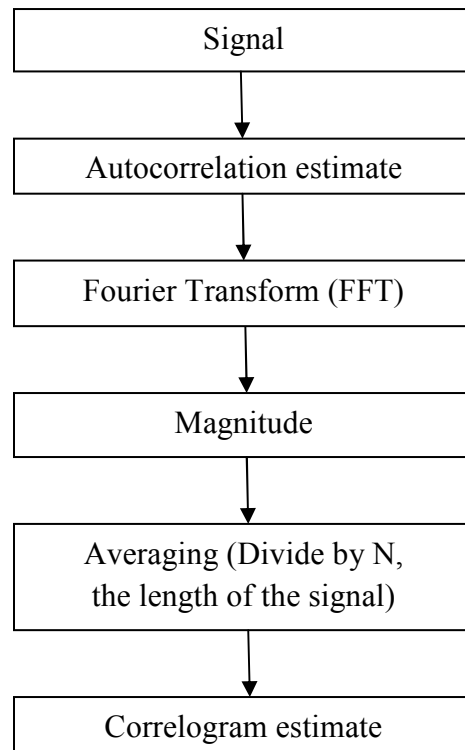 Signal
Autocorrelation estimate
Fourier Transform (FFT)
Magnitude
Averaging (Divide by N,
the length of the signal)
Correlogram estimate